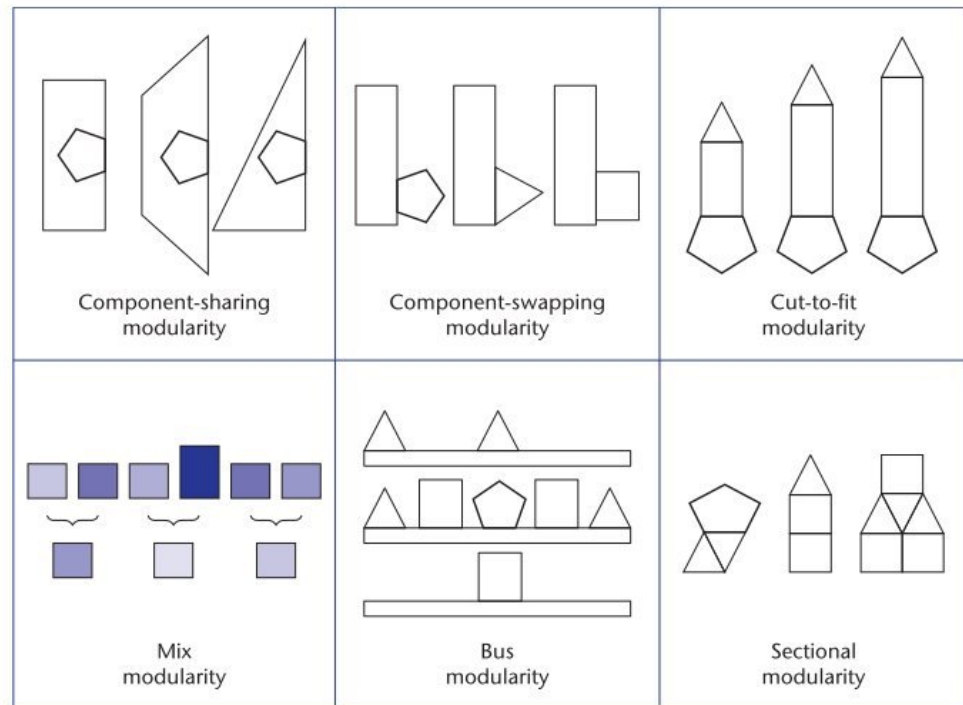 Component-sharing
modularity
Component-swapping
modularity
Cut-to-fit
modularity
Mix
modularity
Bus
modularity
Sectional
modularity